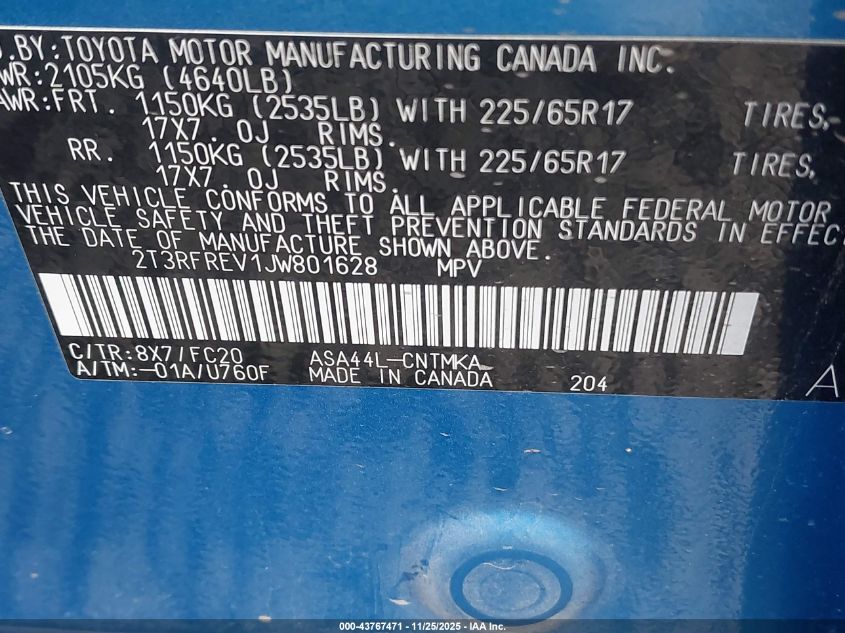 BY:TOYOTA MOTOR MANUFACTURING CANADA INC.
WR:2105KG (4640LB)
AWR:FRT. 1150KG (2535LB) WITH 225/65R17 TIRES,
17X7.0J RIMS.
RR. 1150KG (2535LB) WITH 225/65R17 TIRES,
17X7.0J RIMS.
THIS VEHICLE CONFORMS TO ALL APPLICABLE FEDERAL MOTOR
VEHICLE SAFETY AND THEFT PREVENTION STANDARDS IN EFFEC
THE DATE OF MANUFACTURE SHOWN ABOVE.
2T3RFREV1JW801628 MPV
C/TR:8X7/FC20 ASA44L-CNTMKA
A/TM:-01A/U760F MADE IN CANADA 204 A
000-43767471 - 11/25/2025 - IAA Inc.